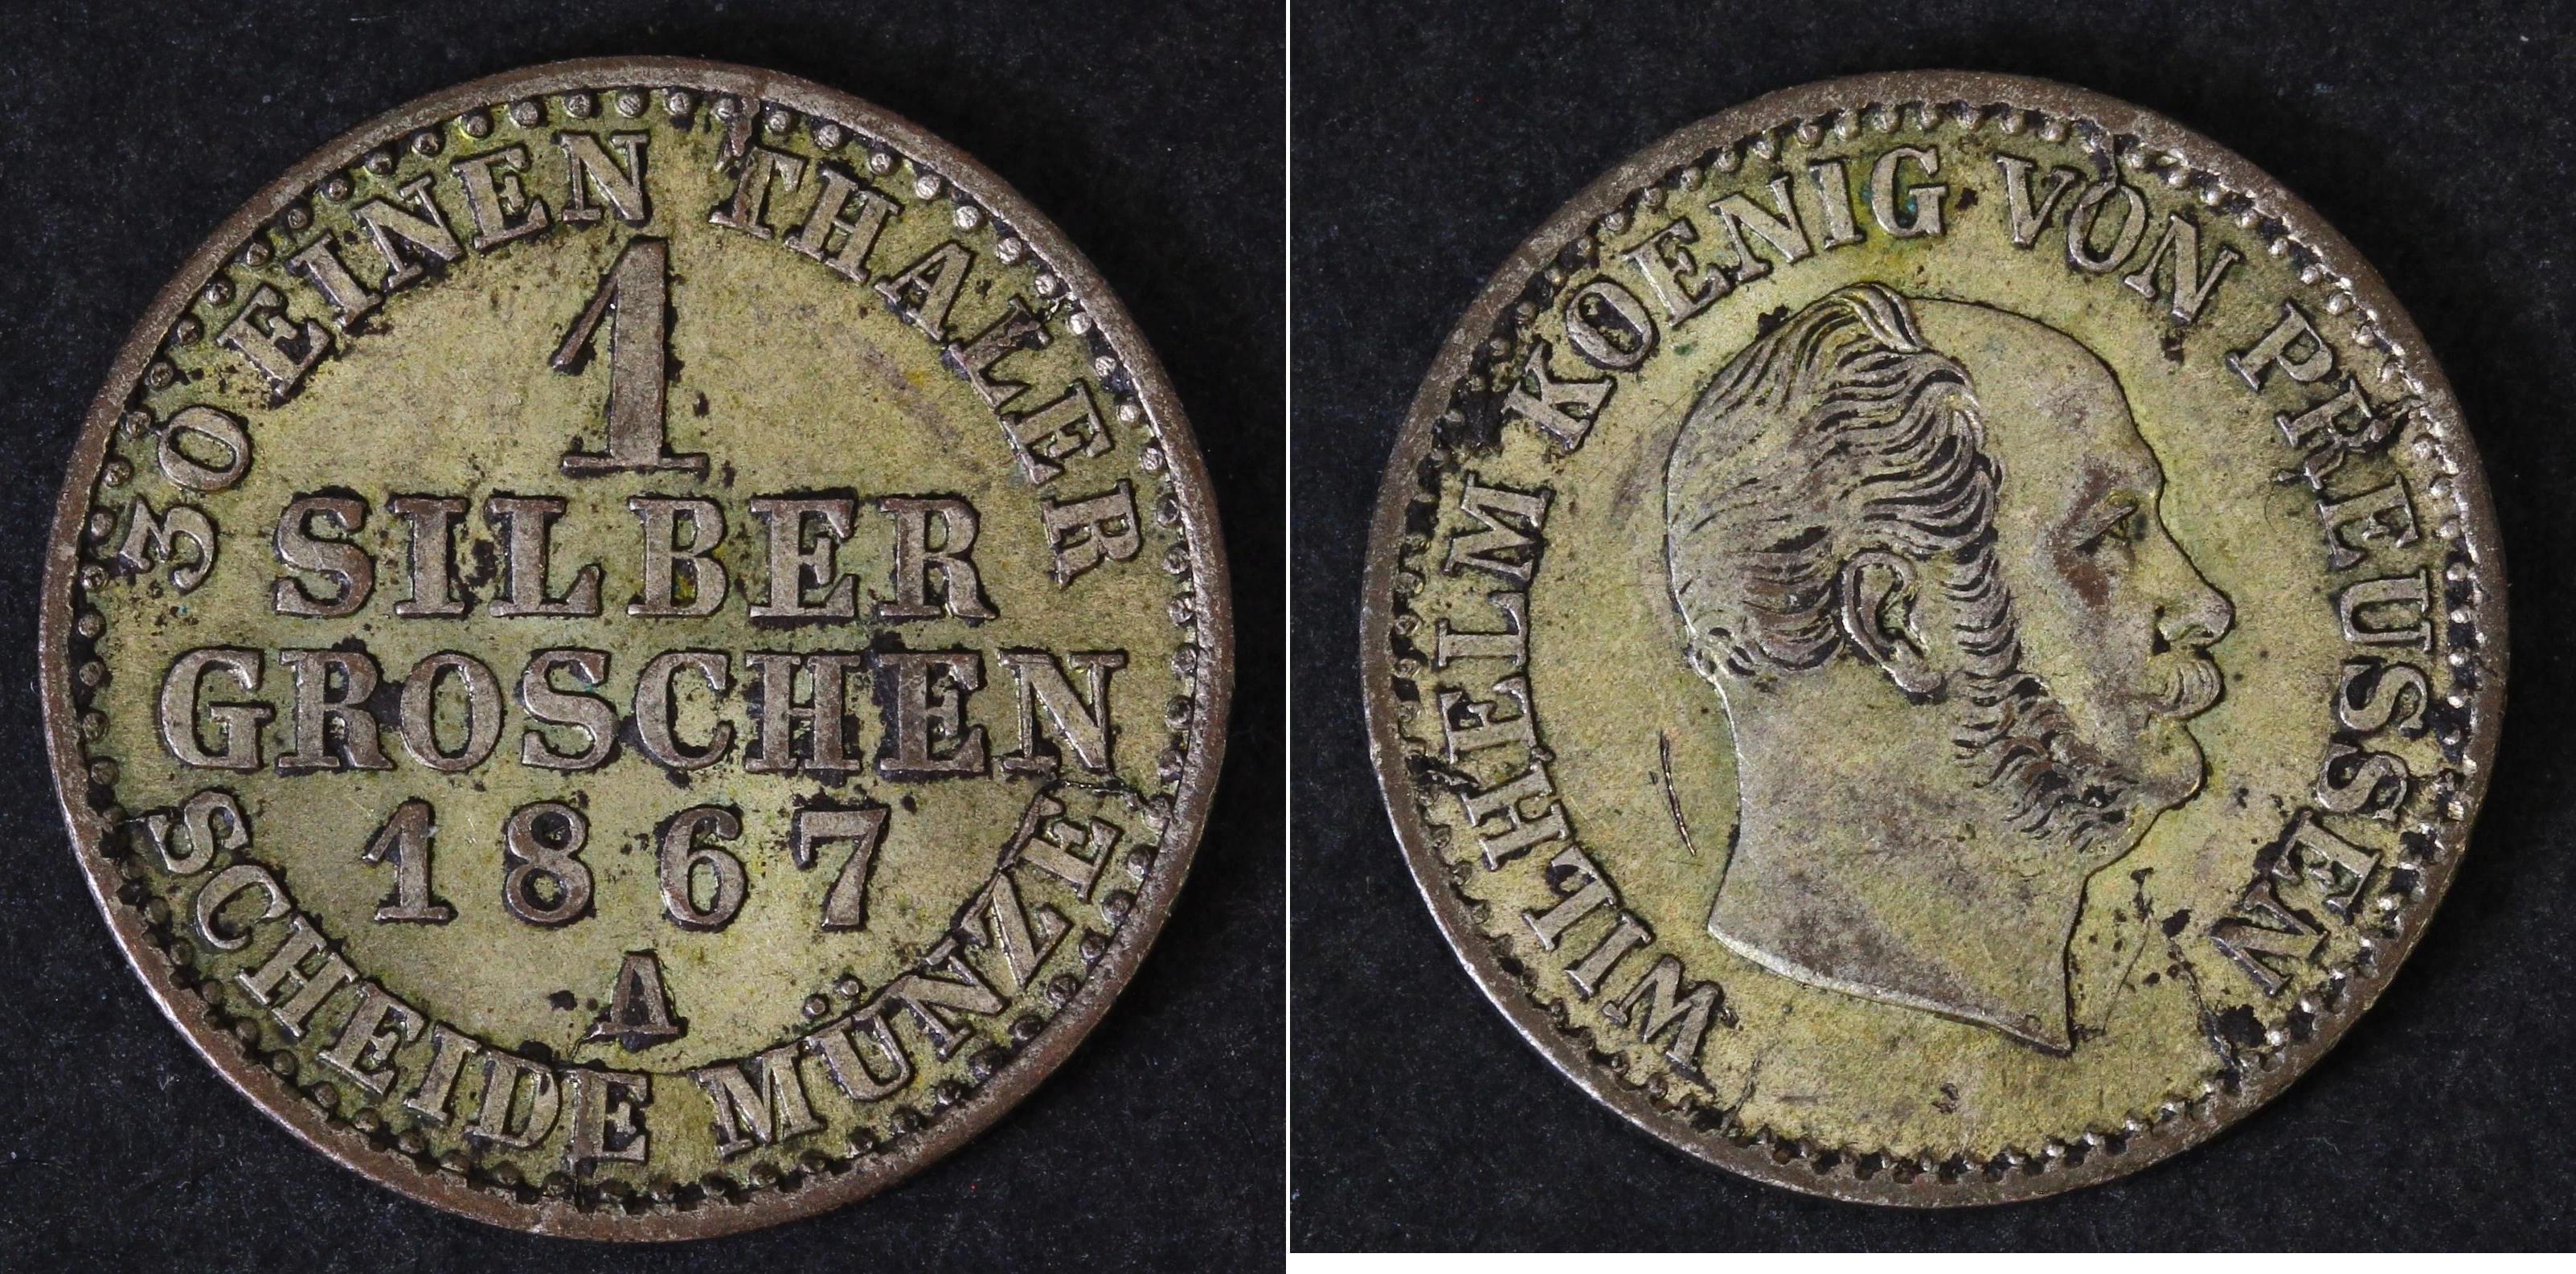 30 EINEN THALER
1
SILBER
GROSCHEN
1867
A
SCHEIDE MÜNZE
WILHELM KOENIG VON PREUSSEN